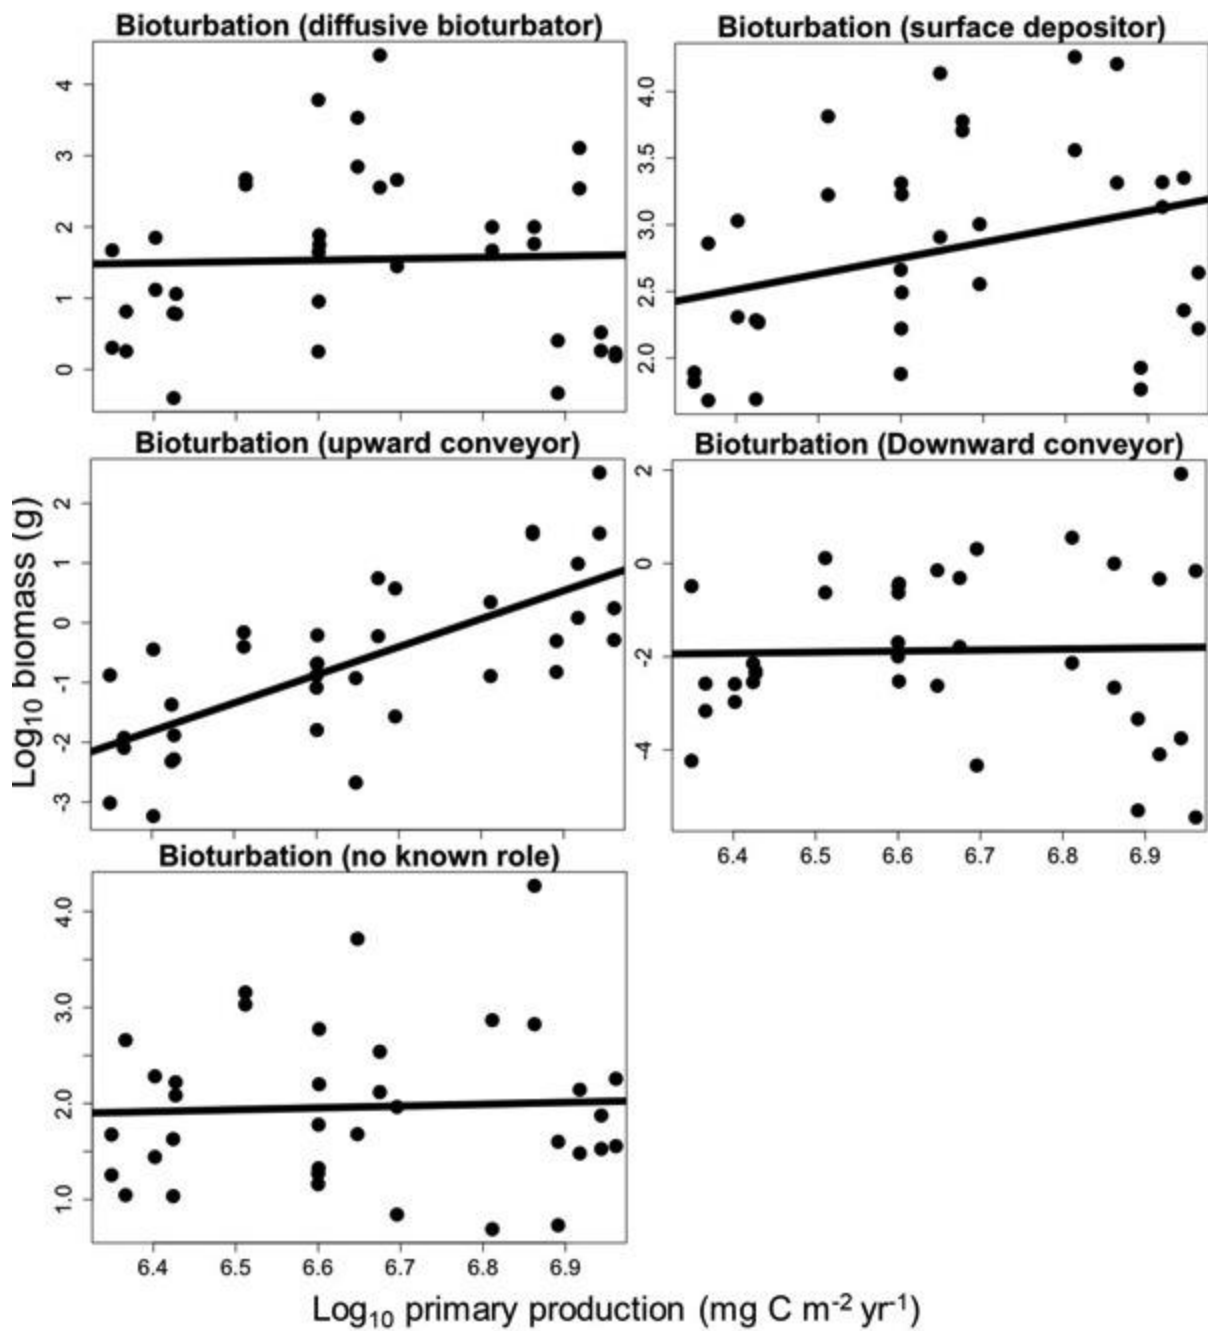 Bioturbation (diffusive bioturbator)
4
3
2
1
0
Bioturbation (surface depositor)
4.0
3.5
3.0
2.5
2.0
Bioturbation (upward conveyor)
2
1
0
-1
-2
-3
Bioturbation (Downward conveyor)
2
0
-2
-4
6.4 6.5 6.6 6.7 6.8 6.9
Log₁₀ biomass (g)
Bioturbation (no known role)
4.0
3.0
2.0
1.0
6.4 6.5 6.6 6.7 6.8 6.9
Log₁₀ primary production (mg C m⁻² yr⁻¹)